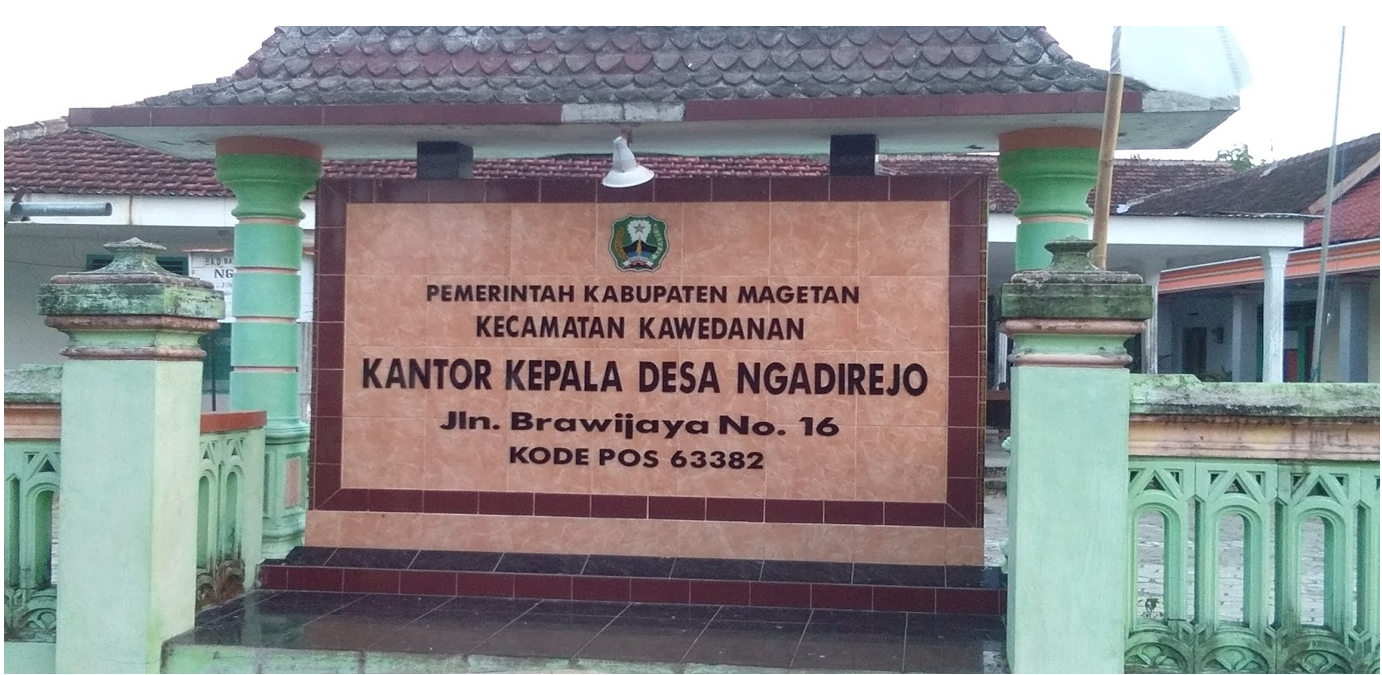 PEMERINTAH KABUPATEN MAGETAN
KECAMATAN KAWEDANAN
KANTOR KEPALA DESA NGADIREJO
Jln. Brawijaya No. 16
KODE POS 63382